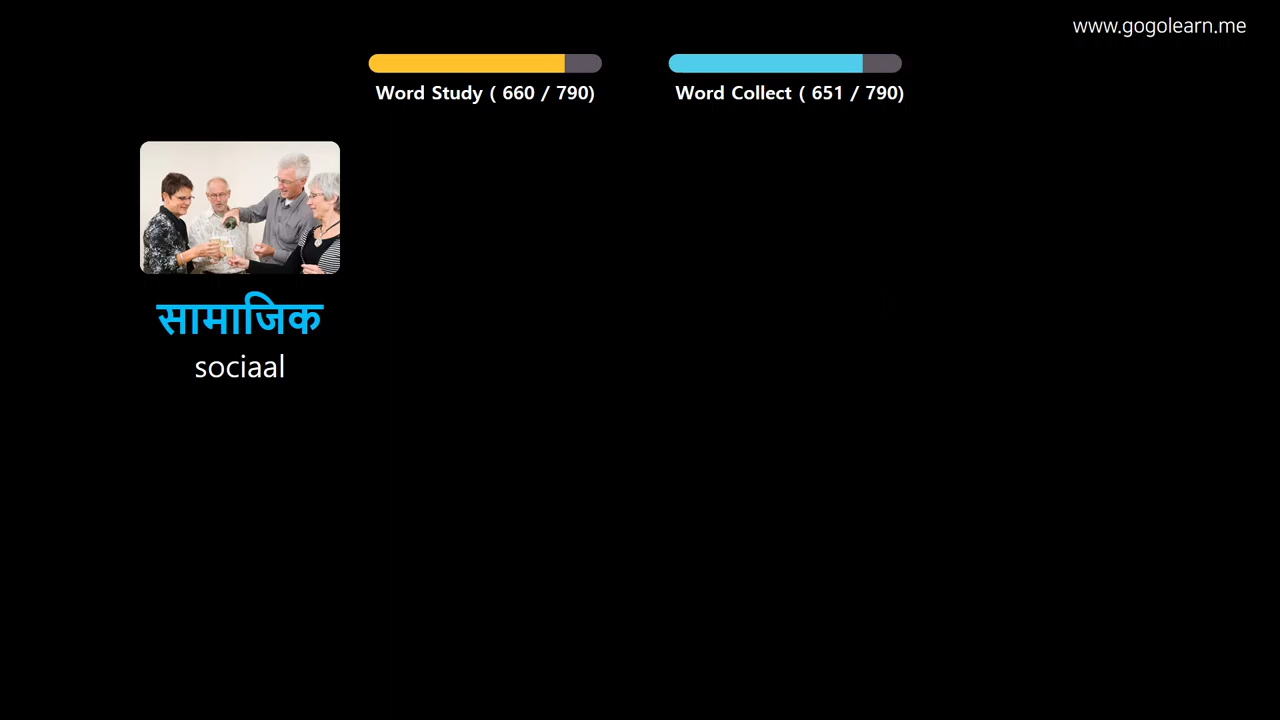 www.gogolearn.me
Word Study ( 660 / 790)
Word Collect ( 651 / 790)
सामाजिक
sociaal